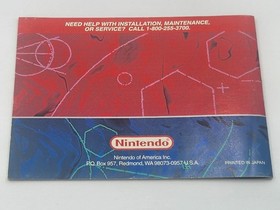 NEED HELP WITH INSTALLATION, MAINTENANCE,
OR SERVICE? CALL 1-800-255-3700.
Nintendo
Nintendo of America Inc.
P.O. Box 957, Redmond, WA 98073-0957 U.S.A.
PRINTED IN JAPAN